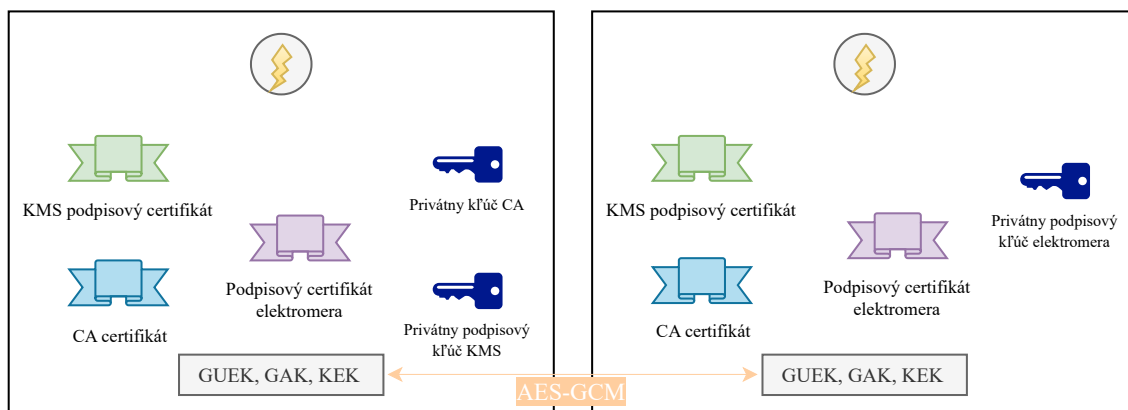 KMS podpisový certifikát
Privátny kľúč CA
Podpisový certifikát
elektromera
CA certifikát
Privátny podpisový
kľúč KMS
GUEK, GAK, KEK
AES-GCM
KMS podpisový certifikát
Privátny podpisový
kľúč elektromera
Podpisový certifikát
elektromera
CA certifikát
GUEK, GAK, KEK